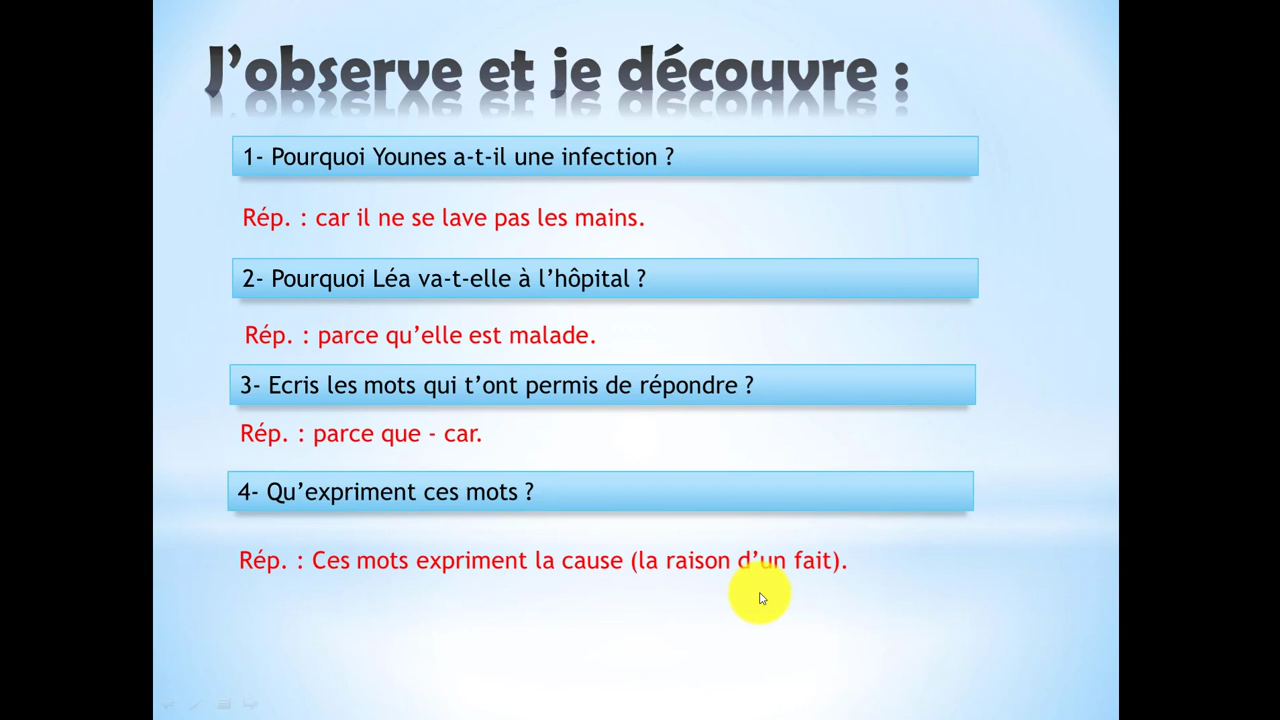 J’observe et je découvre :
1- Pourquoi Younes a-t-il une infection ?
Rép. : car il ne se lave pas les mains.
2- Pourquoi Léa va-t-elle à l’hôpital ?
Rép. : parce qu’elle est malade.
3- Ecris les mots qui t’ont permis de répondre ?
Rép. : parce que - car.
4- Qu’expriment ces mots ?
Rép. : Ces mots expriment la cause (la raison d’un fait).